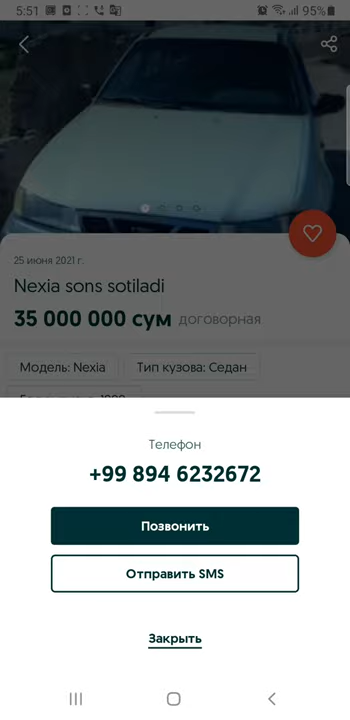 5:51
95%
25 июня 2021 г.
Nexia sons sotiladi
35 000 000 сум договорная
Модель: Nexia
Тип кузова: Седан
Телефон
+99 894 6232672
Позвонить
Отправить SMS
Закрыть